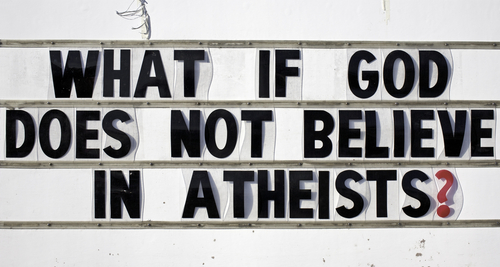 WHAT IF GOD
DOES NOT BELIEVE
IN ATHEISTS?